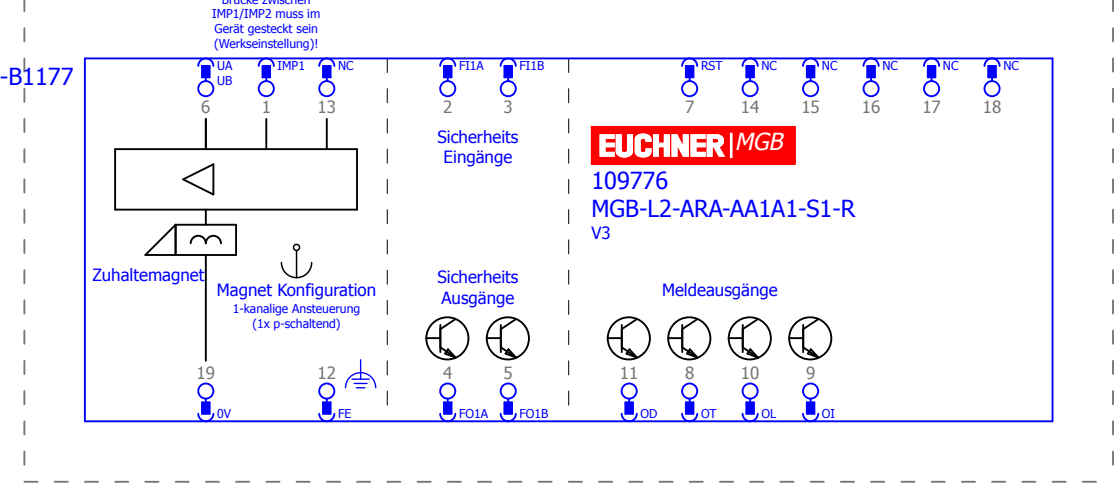 Brücke zwischen
IMP1/IMP2 muss im
Gerät gesteckt sein
(Werkseinstellung)!
-B1177
UA
UB
IMP1
NC
FI1A
FI1B
RST
NC
NC
NC
NC
NC
6
1
13
2
3
7
14
15
16
17
18
Sicherheits
Eingänge
EUCHNER|MGB
109776
MGB-L2-ARA-AA1A1-S1-R
V3
Zuhaltemagnet
Magnet Konfiguration
1-kanalige Ansteuerung
(1x p-schaltend)
Sicherheits
Ausgänge
Meldeausgänge
19
12
4
5
11
8
10
9
0V
FE
FO1A
FO1B
OD
OT
OL
OI